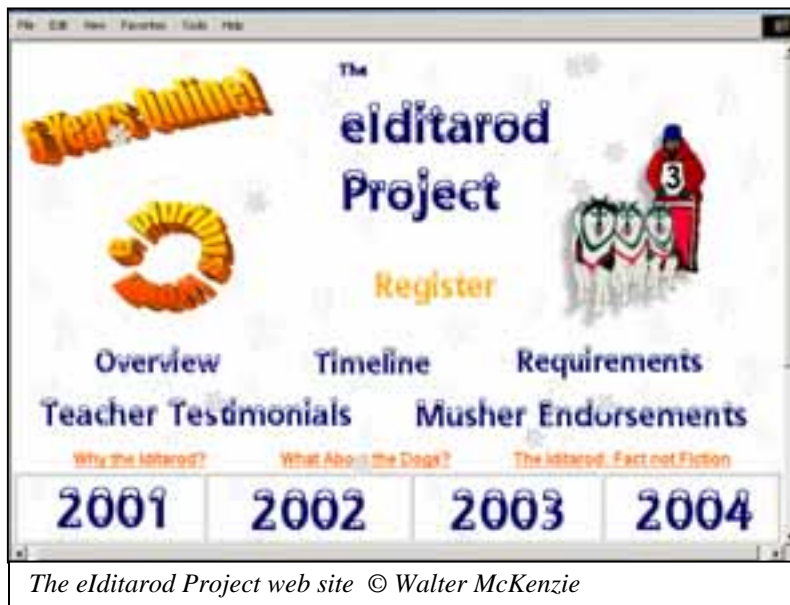 File Edit View Favorites Tools Help
5 Years Online!
The
eIditarod
Project
e pluribus
Register
Overview Timeline Requirements
Teacher Testimonials Musher Endorsements
Why the Iditarod? What About the Dogs? The Iditarod: Fact not Fiction
2001 2002 2003 2004
The eIditarod Project web site © Walter McKenzie